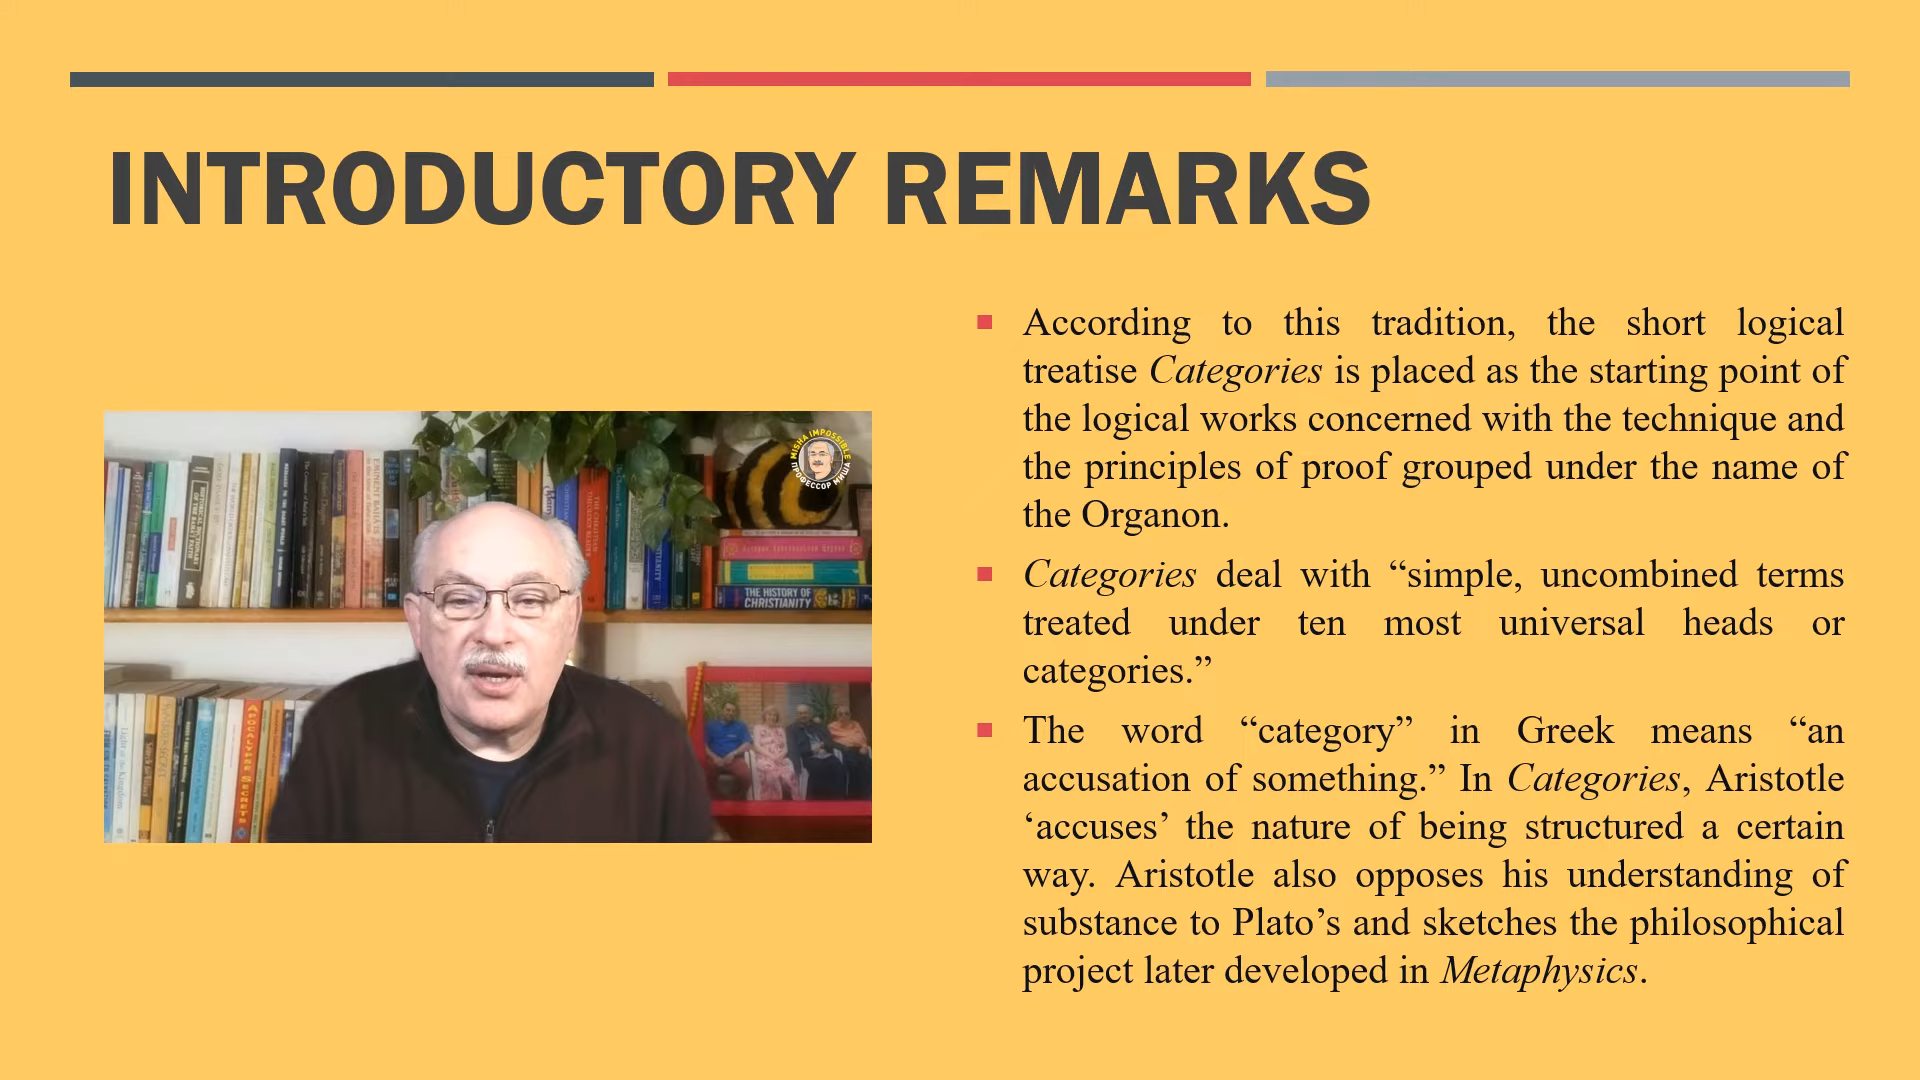 INTRODUCTORY REMARKS
According to this tradition, the short logical
treatise Categories is placed as the starting point of
the logical works concerned with the technique and
the principles of proof grouped under the name of
the Organon.
Categories deal with “simple, uncombined terms
treated under ten most universal heads or
categories.”
The word “category” in Greek means “an
accusation of something.” In Categories, Aristotle
‘accuses’ the nature of being structured a certain
way. Aristotle also opposes his understanding of
substance to Plato’s and sketches the philosophical
project later developed in Metaphysics.
MISHA IMPOSSIBLE
ПРОФЕССОР МИША
THE HISTORY OF
CHRISTIANITY
APOCALYPSE SECRETS